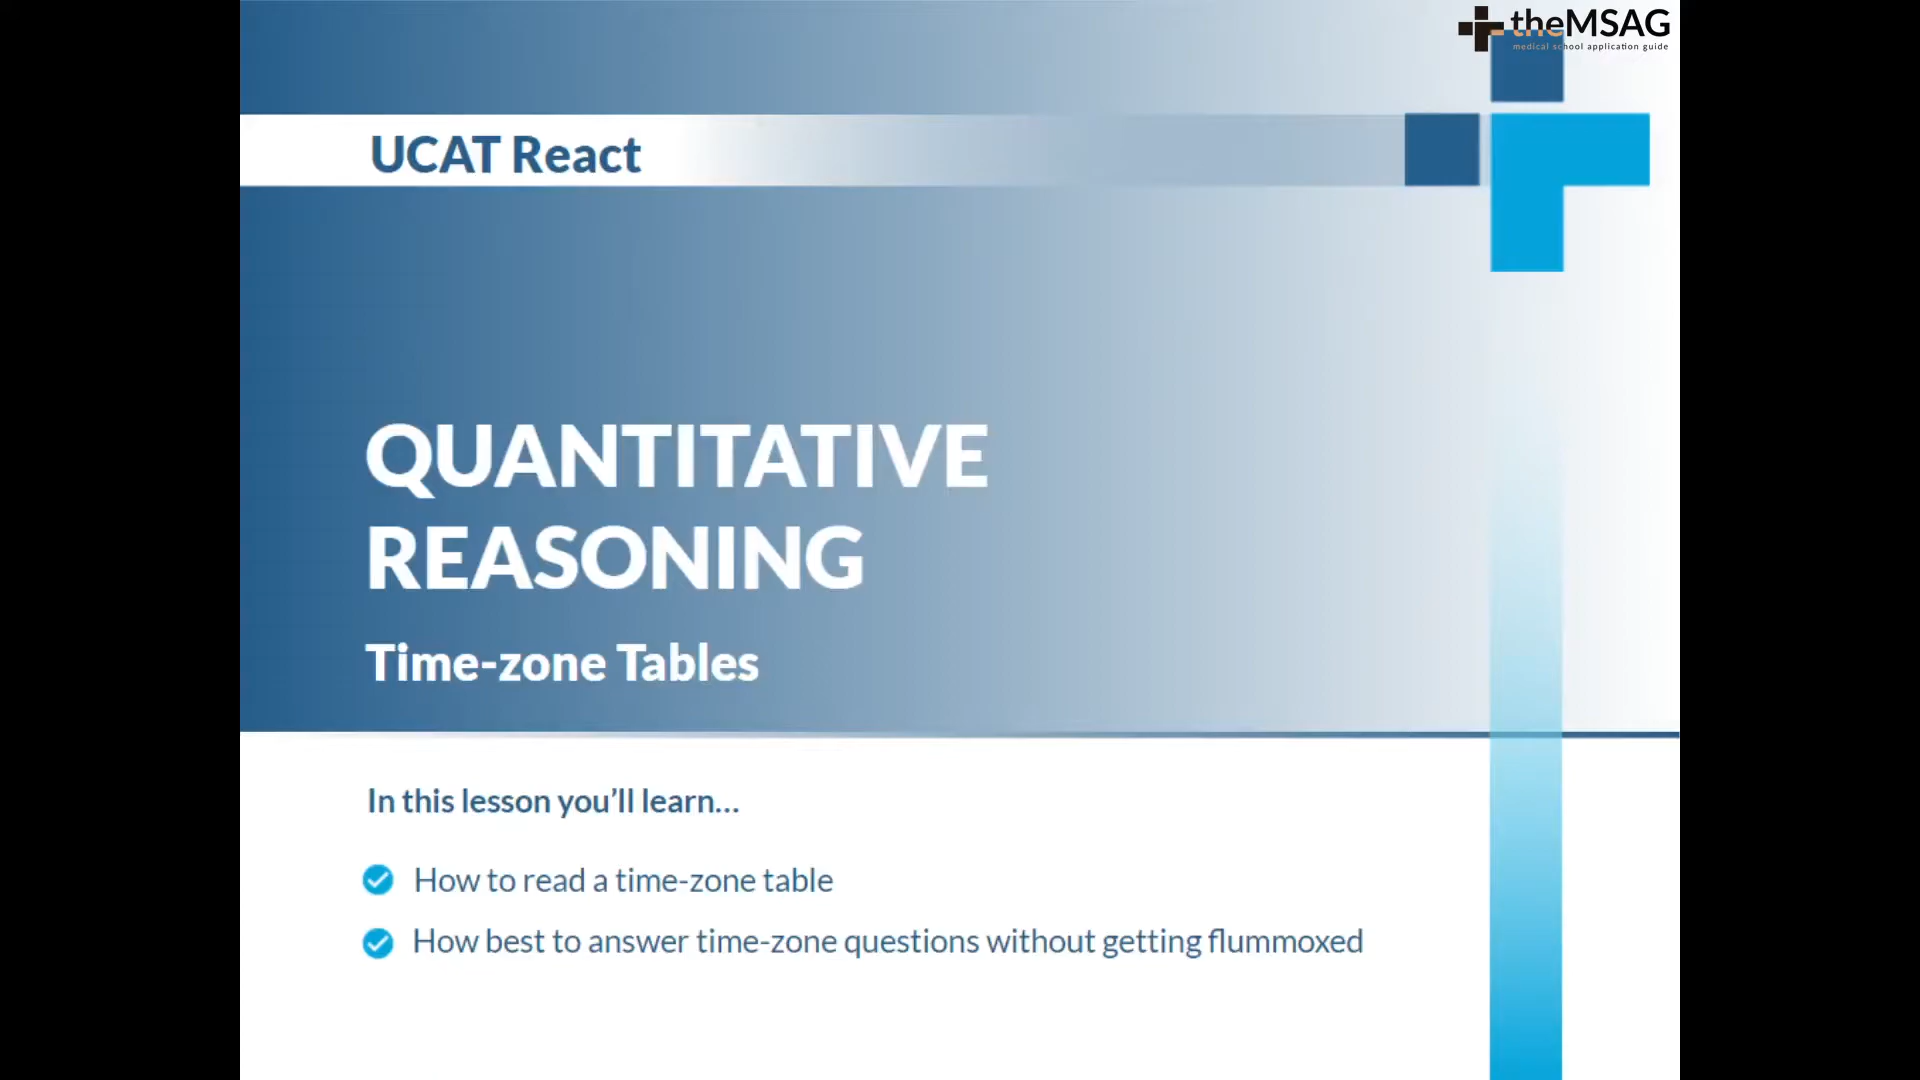 theMSAG
medical school application guide
UCAT React
QUANTITATIVE
REASONING
Time-zone Tables
In this lesson you’ll learn...
How to read a time-zone table
How best to answer time-zone questions without getting flummoxed